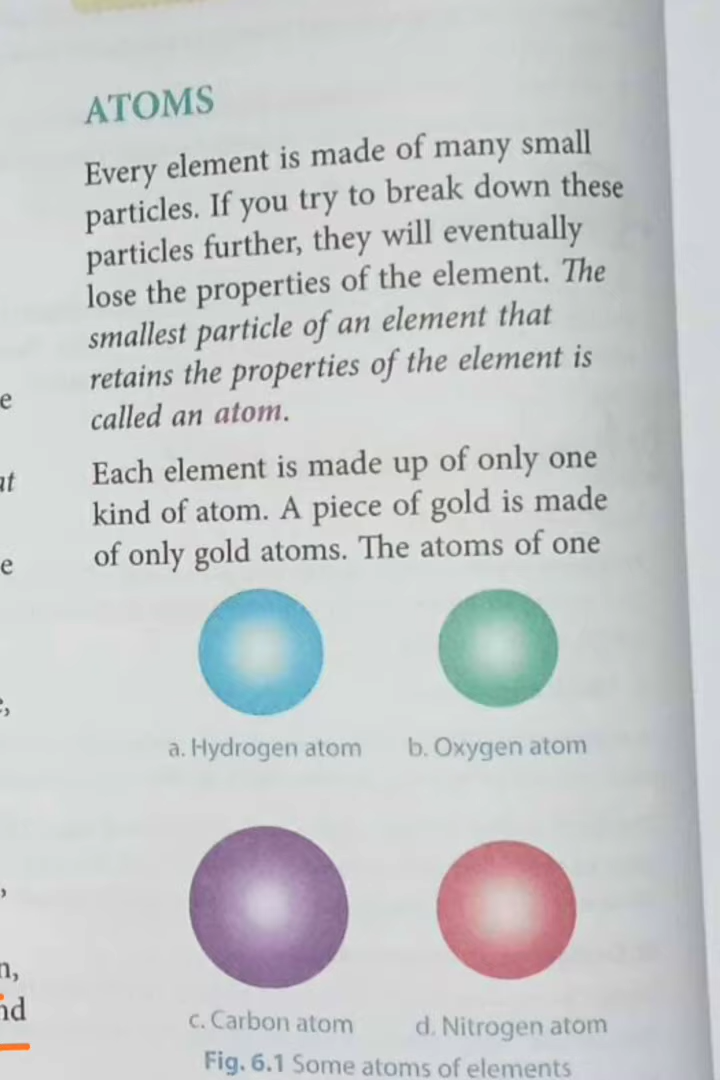 ATOMS
Every element is made of many small
particles. If you try to break down these
particles further, they will eventually
lose the properties of the element. The
smallest particle of an element that
retains the properties of the element is
called an atom.
Each element is made up of only one
kind of atom. A piece of gold is made
of only gold atoms. The atoms of one
a. Hydrogen atom
b. Oxygen atom
c. Carbon atom
d. Nitrogen atom
Fig. 6.1 Some atoms of elements